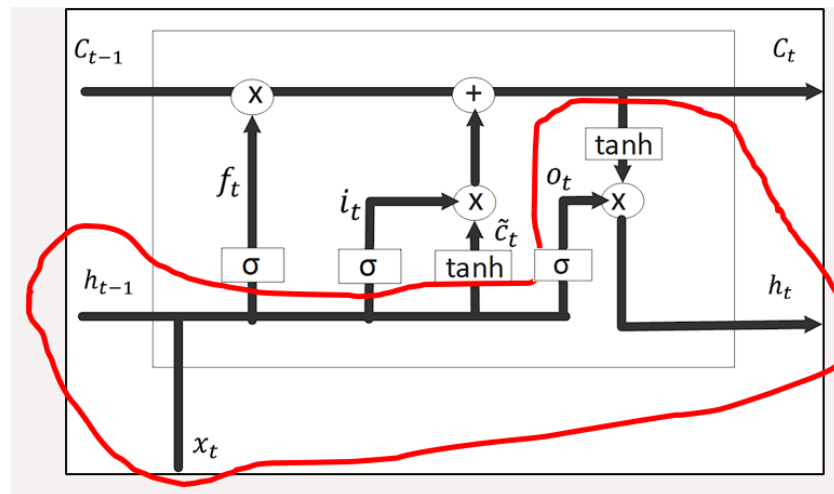 C_{t-1} C_t
x +
tanh
f_t i_t x o_t x
c̃_t
σ σ tanh σ
h_{t-1} h_t
x_t